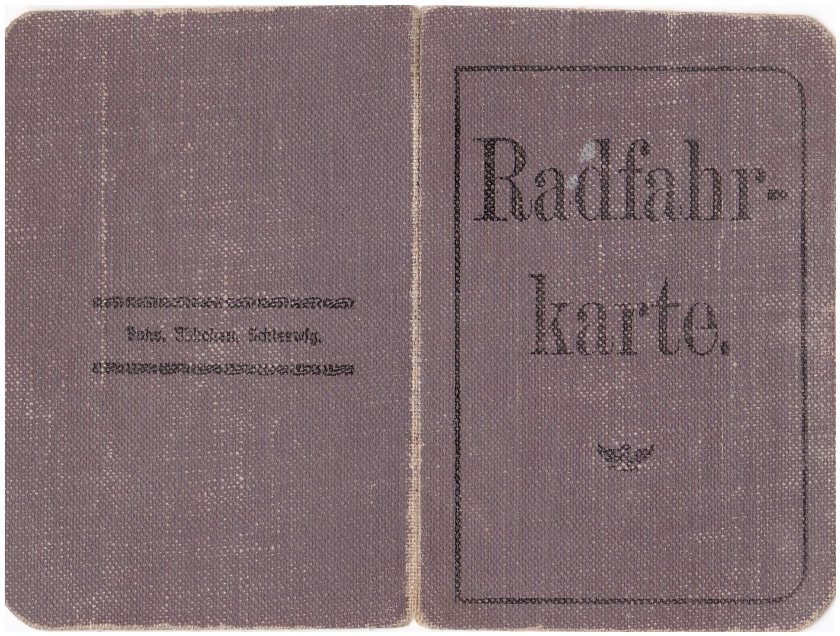 Johs. Ibbeken, Schleswig.
Radfahr-
karte.